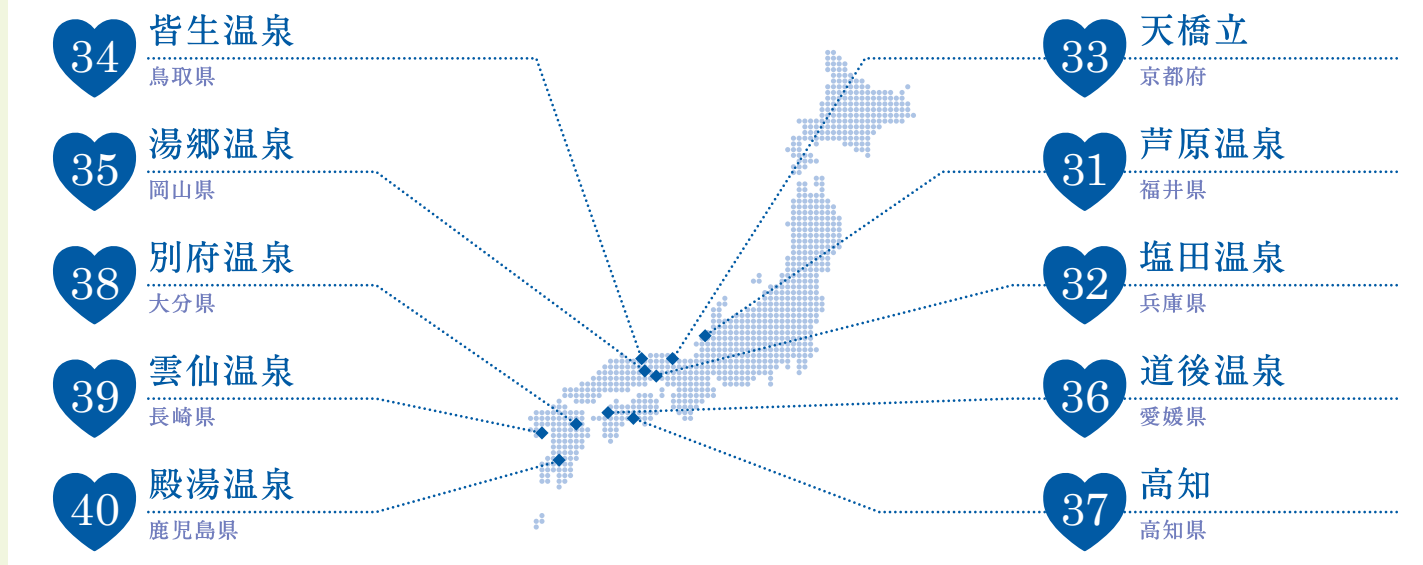 34
皆生温泉
鳥取県
35
湯郷温泉
岡山県
38
別府温泉
大分県
39
雲仙温泉
長崎県
40
殿湯温泉
鹿児島県
33
天橋立
京都府
31
芦原温泉
福井県
32
塩田温泉
兵庫県
36
道後温泉
愛媛県
37
高知
高知県